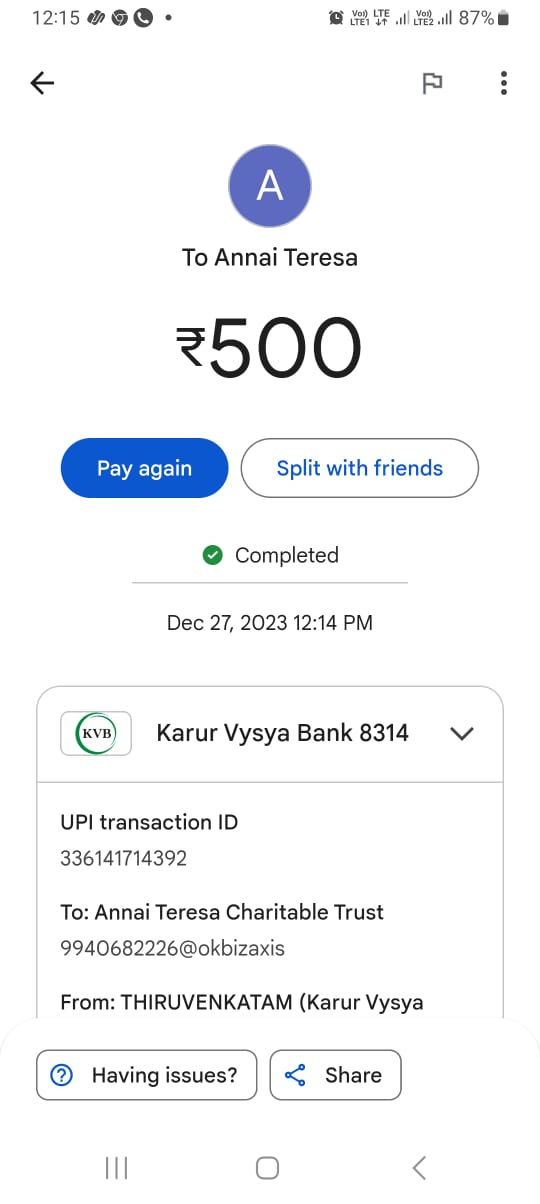 12:15 Vo)) LTE1 LTE Vo)) LTE2 87%
A
To Annai Teresa
₹500
Pay again
Split with friends
Completed
Dec 27, 2023 12:14 PM
KVB Karur Vysya Bank 8314
UPI transaction ID
336141714392
To: Annai Teresa Charitable Trust
9940682226@okbizaxis
From: THIRUVENKATAM (Karur Vysya
Having issues?
Share